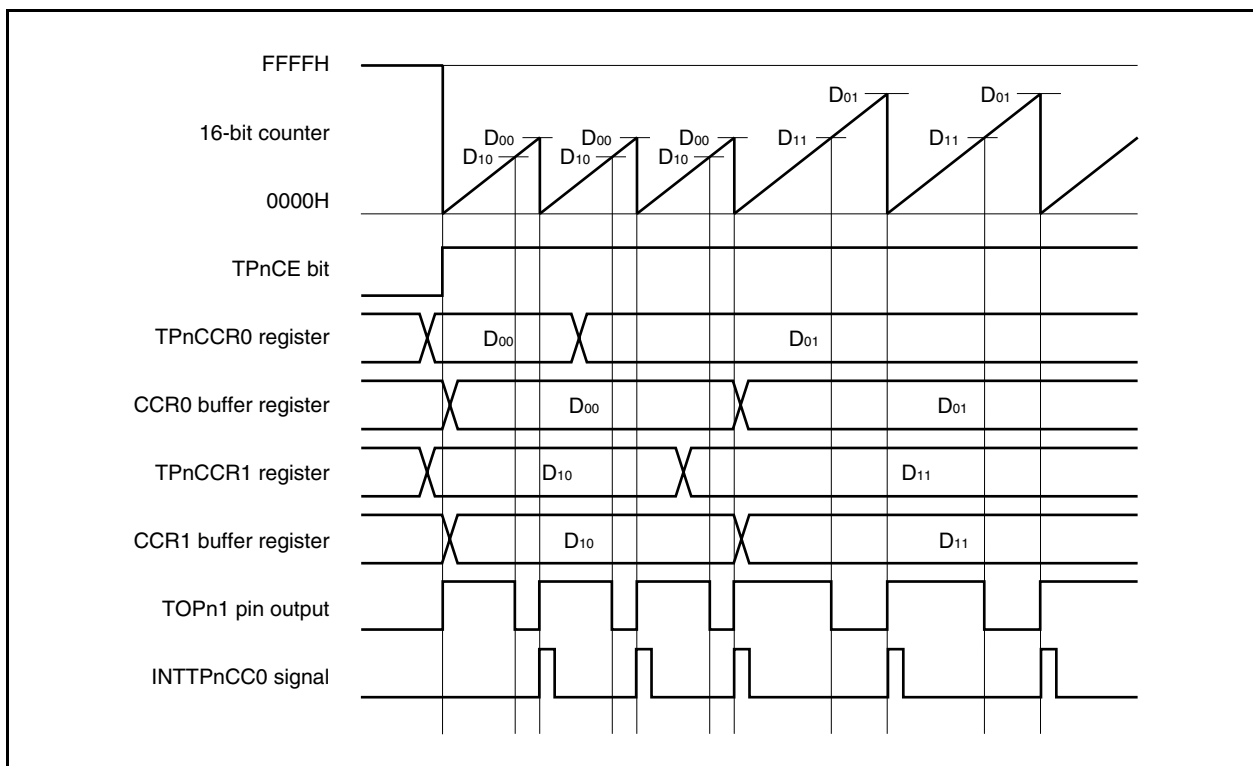 FFFFH
D01
D01
16-bit counter
D00
D00
D00
D11
D11
D10
D10
D10
0000H
TPnCE bit
TPnCCR0 register
D00
D01
CCR0 buffer register
D00
D01
TPnCCR1 register
D10
D11
CCR1 buffer register
D10
D11
TOPn1 pin output
INTTPnCC0 signal